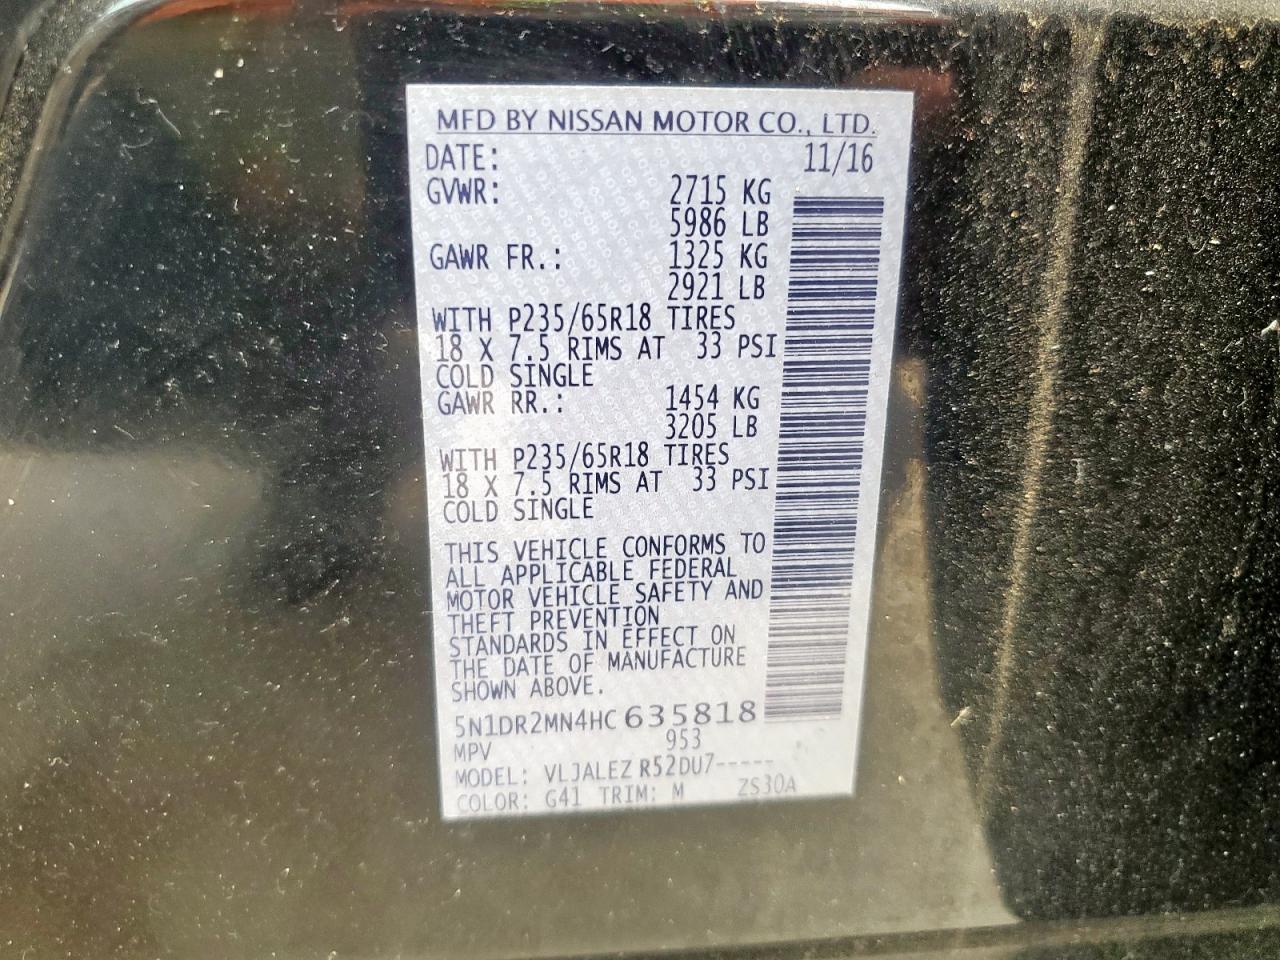 MFD BY NISSAN MOTOR CO., LTD.
DATE: 11/16
GVWR: 2715 KG
5986 LB
GAWR FR.: 1325 KG
2921 LB
WITH P235/65R18 TIRES
18 X 7.5 RIMS AT 33 PSI
COLD SINGLE
GAWR RR.: 1454 KG
3205 LB
WITH P235/65R18 TIRES
18 X 7.5 RIMS AT 33 PSI
COLD SINGLE
THIS VEHICLE CONFORMS TO
ALL APPLICABLE FEDERAL
MOTOR VEHICLE SAFETY AND
THEFT PREVENTION
STANDARDS IN EFFECT ON
THE DATE OF MANUFACTURE
SHOWN ABOVE.
5N1DR2MN4HC635818
MPV 953
MODEL: VLJALEZ R52DU7-----
COLOR: G41 TRIM: M ZS30A